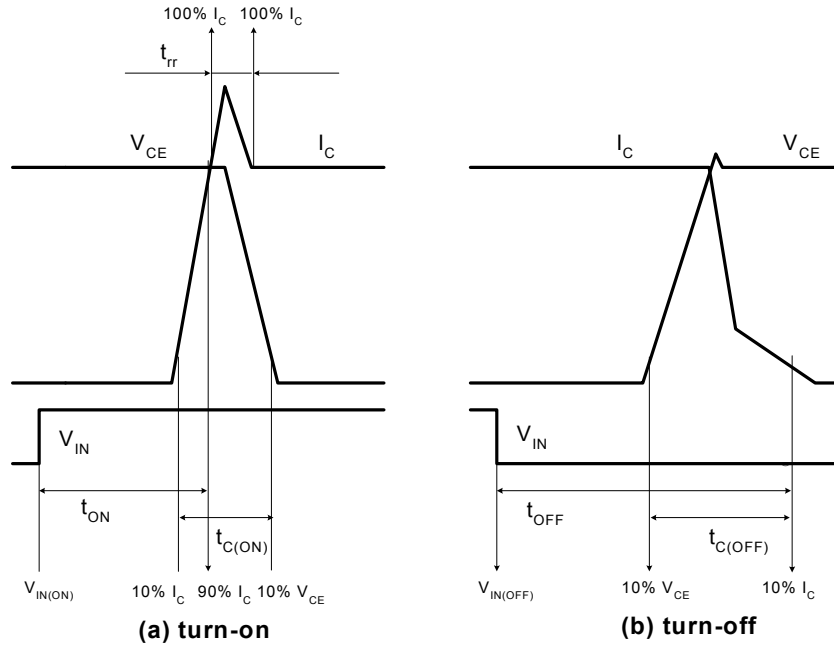 100% I_C 100% I_C
t_rr
V_CE I_C
V_IN
t_ON
t_C(ON)
V_IN(ON) 10% I_C 90% I_C 10% V_CE
(a) turn-on
I_C V_CE
V_IN
t_OFF
t_C(OFF)
V_IN(OFF) 10% V_CE 10% I_C
(b) turn-off